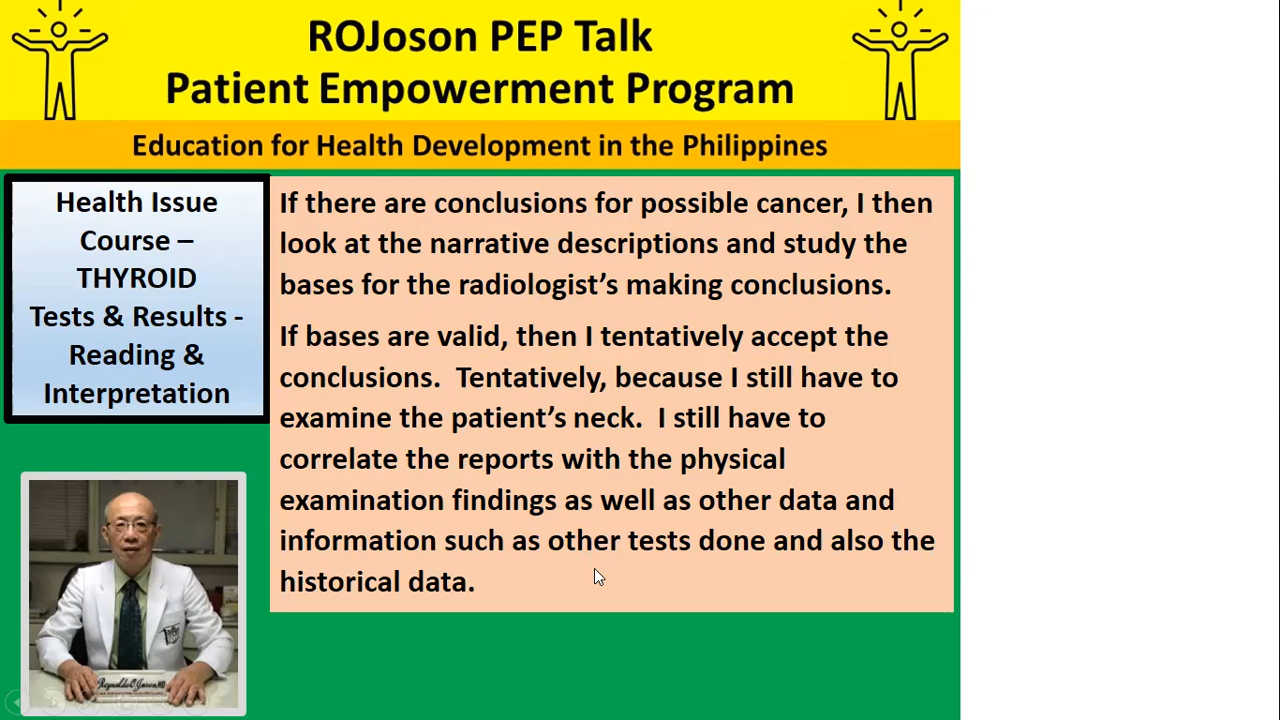 ROJoson PEP Talk
Patient Empowerment Program
Education for Health Development in the Philippines
Health Issue
Course –
THYROID
Tests & Results -
Reading &
Interpretation
If there are conclusions for possible cancer, I then
look at the narrative descriptions and study the
bases for the radiologist’s making conclusions.
If bases are valid, then I tentatively accept the
conclusions.  Tentatively, because I still have to
examine the patient’s neck.  I still have to
correlate the reports with the physical
examination findings as well as other data and
information such as other tests done and also the
historical data.